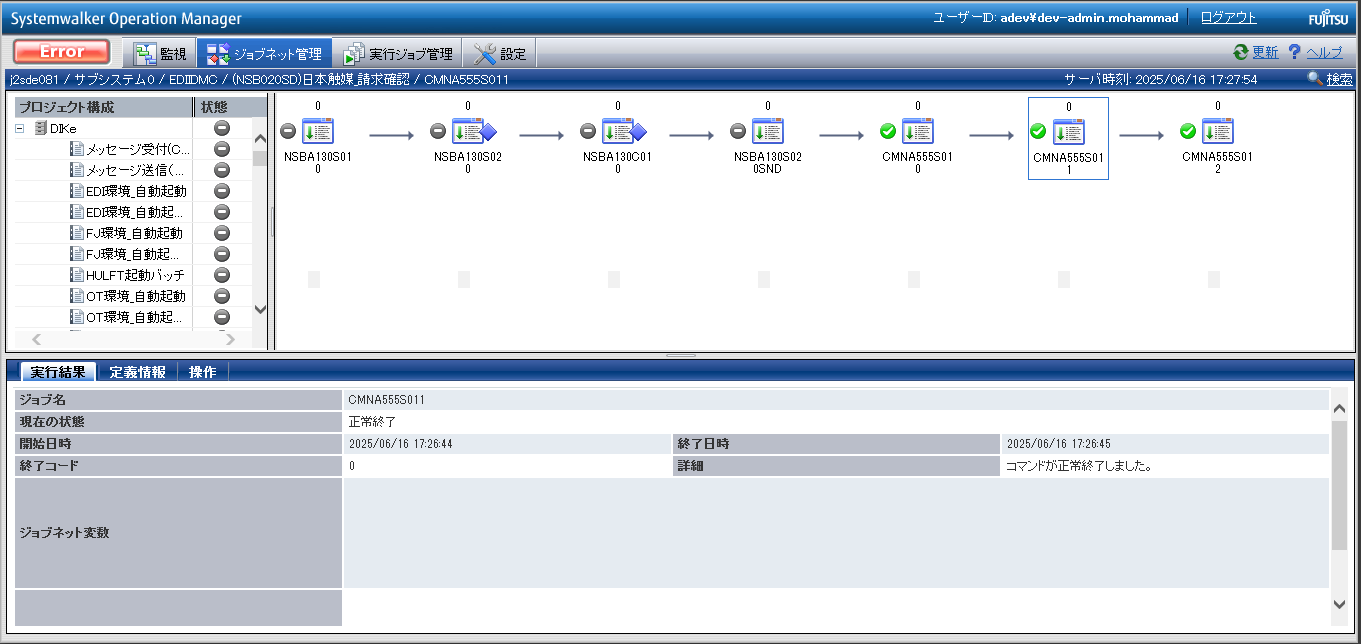 Systemwalker Operation Manager
ユーザーID: adev¥dev-admin.mohammad ログアウト FUJITSU
Error 監視 ジョブネット管理 実行ジョブ管理 設定 更新 ヘルプ
j2sde081 / サブシステム0 / EDIIDMC / (NSB020SD)日本触媒_請求確認 / CMNA555S011 サーバ時刻: 2025/06/16 17:27:54 検索
プロジェクト構成 状態
DIKe
メッセージ受付(C...
メッセージ送信(...
EDI環境_自動起動
EDI環境_自動起...
FJ環境_自動起動
FJ環境_自動起...
HULFT起動バッチ
OT環境_自動起動
OT環境_自動起...
0 0 0 0 0 0 0
NSBA130S01 NSBA130S02 NSBA130C01 NSBA130S02 CMNA555S01 CMNA555S01 CMNA555S01
0 0 0 0SND 0 1 2
実行結果 定義情報 操作
ジョブ名 CMNA555S011
現在の状態 正常終了
開始日時 2025/06/16 17:26:44 終了日時 2025/06/16 17:26:45
終了コード 0 詳細 コマンドが正常終了しました。
ジョブネット変数